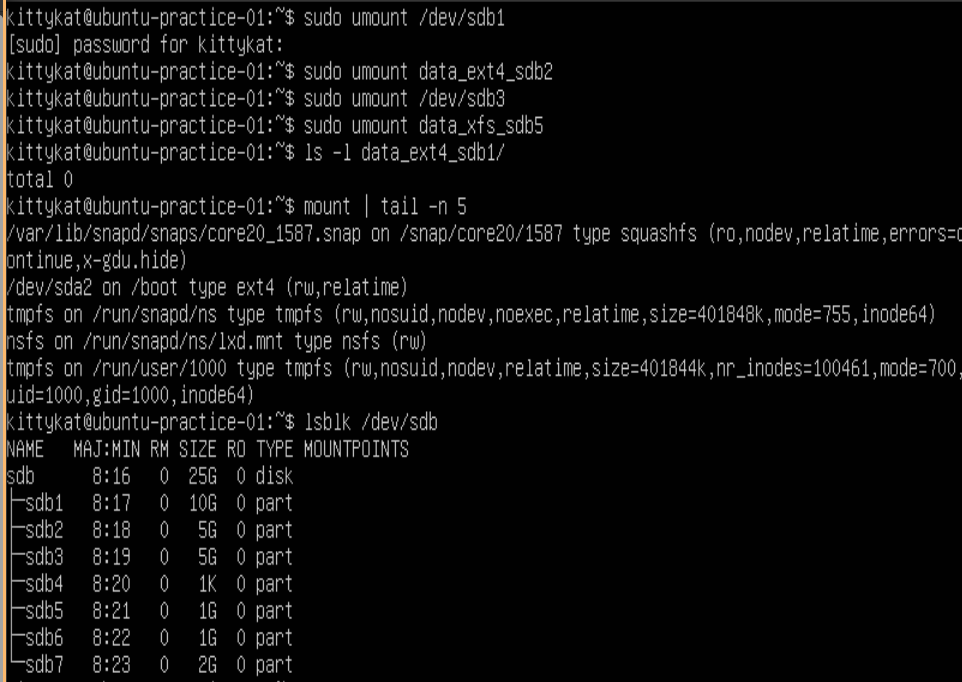 kittykat@ubuntu-practice-01:~$ sudo umount /dev/sdb1
[sudo] password for kittykat:
kittykat@ubuntu-practice-01:~$ sudo umount data_ext4_sdb2
kittykat@ubuntu-practice-01:~$ sudo umount /dev/sdb3
kittykat@ubuntu-practice-01:~$ sudo umount data_xfs_sdb5
kittykat@ubuntu-practice-01:~$ ls -l data_ext4_sdb1/
total 0
kittykat@ubuntu-practice-01:~$ mount | tail -n 5
/var/lib/snapd/snaps/core20_1587.snap on /snap/core20/1587 type squashfs (ro,nodev,relatime,errors=c
ontinue,x-gdu.hide)
/dev/sda2 on /boot type ext4 (rw,relatime)
tmpfs on /run/snapd/ns type tmpfs (rw,nosuid,nodev,noexec,relatime,size=401848k,mode=755,inode64)
nsfs on /run/snapd/ns/lxd.mnt type nsfs (rw)
tmpfs on /run/user/1000 type tmpfs (rw,nosuid,nodev,relatime,size=401844k,nr_inodes=100461,mode=700,
uid=1000,gid=1000,inode64)
kittykat@ubuntu-practice-01:~$ lsblk /dev/sdb
NAME   MAJ:MIN RM SIZE RO TYPE MOUNTPOINTS
sdb      8:16   0  25G  0 disk
├─sdb1   8:17   0  10G  0 part
├─sdb2   8:18   0   5G  0 part
├─sdb3   8:19   0   5G  0 part
├─sdb4   8:20   0   1K  0 part
├─sdb5   8:21   0   1G  0 part
├─sdb6   8:22   0   1G  0 part
└─sdb7   8:23   0   2G  0 part